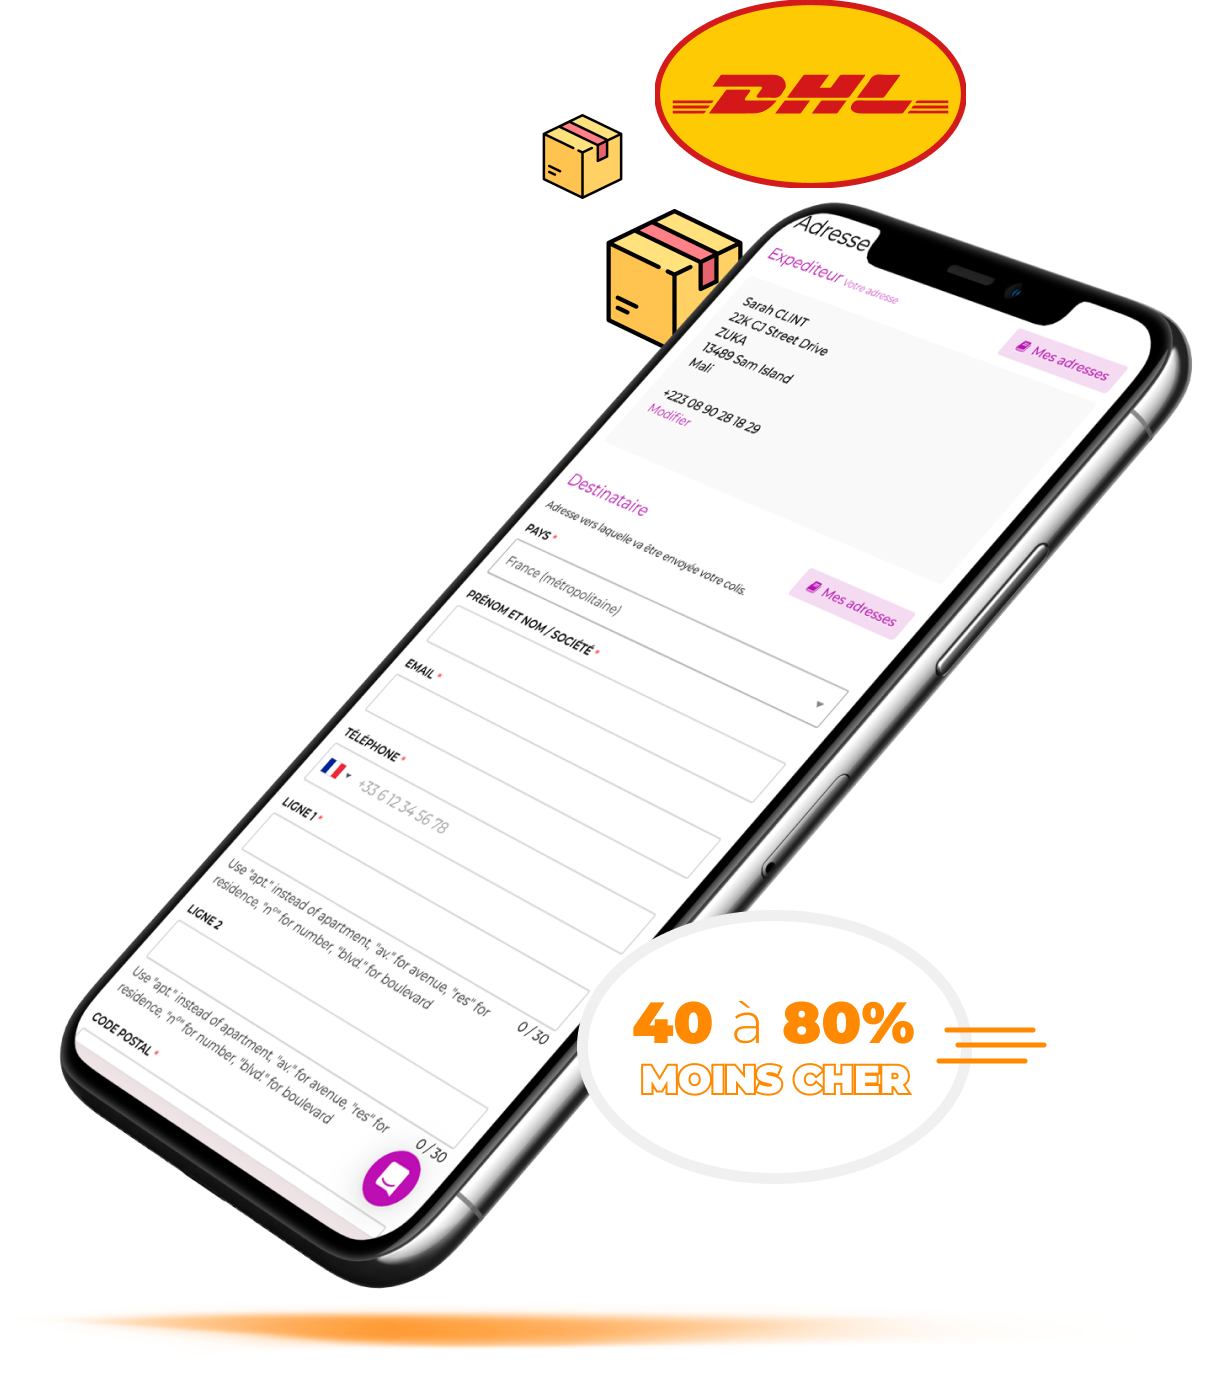 DHL
Adresse
Expediteur Votre adresse
Mes adresses
Sarah CLINT
22K CJ Street Drive
ZUKA
13489 Sam Island
Mali
+223 08 90 28 18 29
Modifier
Destinataire
Adresse vers laquelle va être envoyée votre colis.
Mes adresses
PAYS *
France (métropolitaine)
PRÉNOM ET NOM / SOCIÉTÉ *
EMAIL *
TÉLÉPHONE *
+33 6 12 34 56 78
LIGNE 1 *
Use "apt." instead of apartment, "av." for avenue, "res" for
residence, "n°" for number, "blvd." for boulevard
0 / 30
LIGNE 2
Use "apt." instead of apartment, "av." for avenue, "res" for
residence, "n°" for number, "blvd." for boulevard
0 / 30
CODE POSTAL *
40 à 80%
MOINS CHER